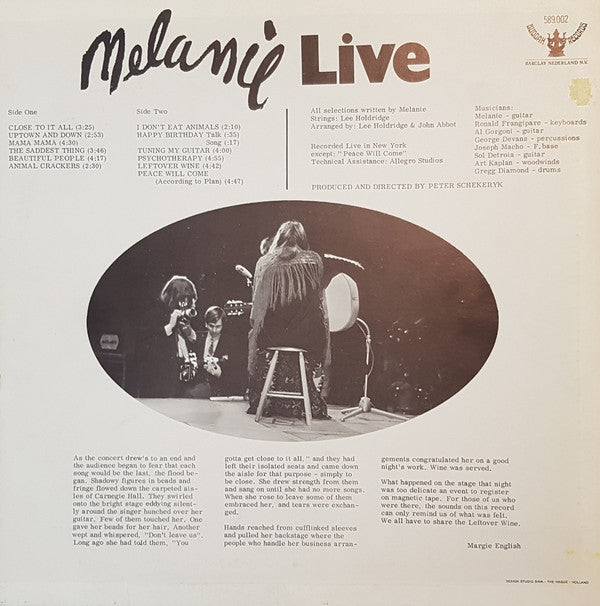 Melanie Live
589.002
BUDDAH RECORDS
BARCLAY NEDERLAND N.V.
Side One
CLOSE TO IT ALL (3:25)
UPTOWN AND DOWN (2:53)
MAMA MAMA (4:30)
THE SADDEST THING (3:46)
BEAUTIFUL PEOPLE (4:17)
ANIMAL CRACKERS (2:30)
Side Two
I DON'T EAT ANIMALS (2:10)
HAPPY BIRTHDAY Talk (:35)
Song (:17)
TUNING MY GUITAR (4:00)
PSYCHOTHERAPY (4:55)
LEFTOVER WINE (4:42)
PEACE WILL COME
(According to Plan) (4:47)
All selections written by Melanie
Strings: Lee Holdridge
Arranged by: Lee Holdridge & John Abbot
Recorded Live in New York
except: "Peace Will Come"
Technical Assistance: Allegro Studios
PRODUCED AND DIRECTED BY PETER SCHEKERYK
Musicians:
Melanie - guitar
Ronald Frangipare - keyboards
Al Gorgoni - guitar
George Devans - percussions
Joseph Macho - F. base
Sol Detroia - guitar
Art Kaplan - woodwinds
Gregg Diamond - drums
As the concert drew's to an end and
the audience began to fear that each
song would be the last, the flood be-
gan. Shadowy figures in beads and
fringe flowed down the carpeted ais-
les of Carnegie Hall. They swirled
onto the bright stage eddying silent-
ly around the singer hunched over her
guitar. Few of them touched her. One
gave her beads for her hair. Another
wept and whispered, "Don't leave us".
Long ago she had told them, "You
gotta get close to it all," and they had
left their isolated seats and came down
the aisle for that purpose - simply to
be close. She drew strength from them
and sang on until she had no more songs.
When she rose to leave some of them
embraced her, and tears were exchan-
ged.
Hands reached from cufflinked sleeves
and pulled her backstage where the
people who handle her business arran-
gements congratulated her on a good
night's work. Wine was served.
What happened on the stage that night
was too delicate an event to register
on magnetic tape. For those of us who
were there, the sounds on this record
can only remind us of what was felt.
We all have to share the Leftover Wine.
Margie English
DESIGN STUDIO THE HAGUE - HOLLAND